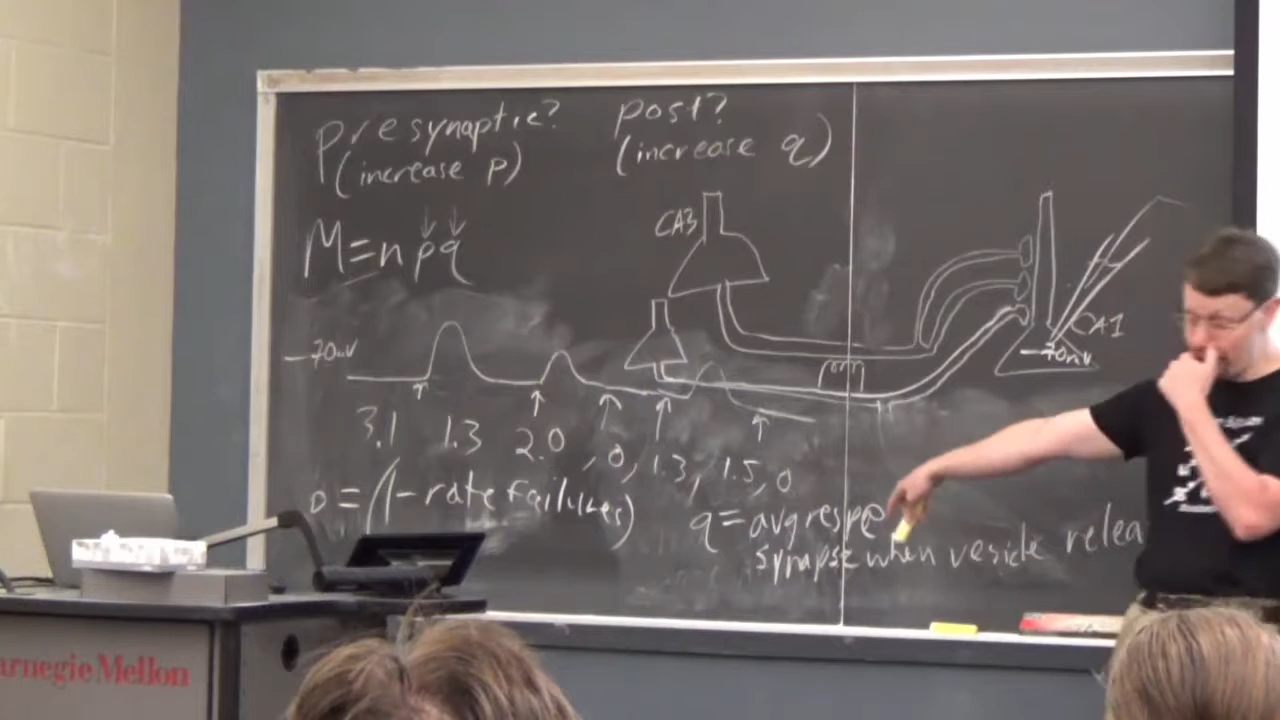 presynaptic?
(increase p)
post?
(increase q)
M=npq
CA3
CA1
-70mV
-70mV
3.1 1.3 2.0 , 0, 1.3, 1.5, 0
p = (1 - rate failures)
q = avg resp
synapse when vesicle relea
arnegie Mellon